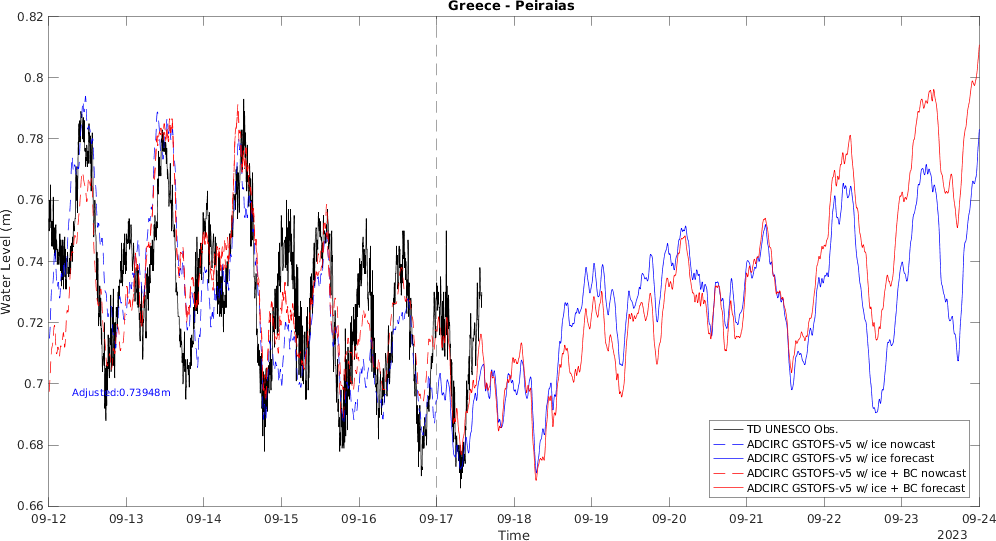 Greece - Peiraias
0.82
0.8
0.78
0.76
0.74
0.72
0.7
0.68
0.66
Water Level (m)
Adjusted:0.73948m
TD UNESCO Obs.
ADCIRC GSTOFS-v5 w/ ice nowcast
ADCIRC GSTOFS-v5 w/ ice forecast
ADCIRC GSTOFS-v5 w/ ice + BC nowcast
ADCIRC GSTOFS-v5 w/ ice + BC forecast
09-12 09-13 09-14 09-15 09-16 09-17 09-18 09-19 09-20 09-21 09-22 09-23 09-24
Time
2023